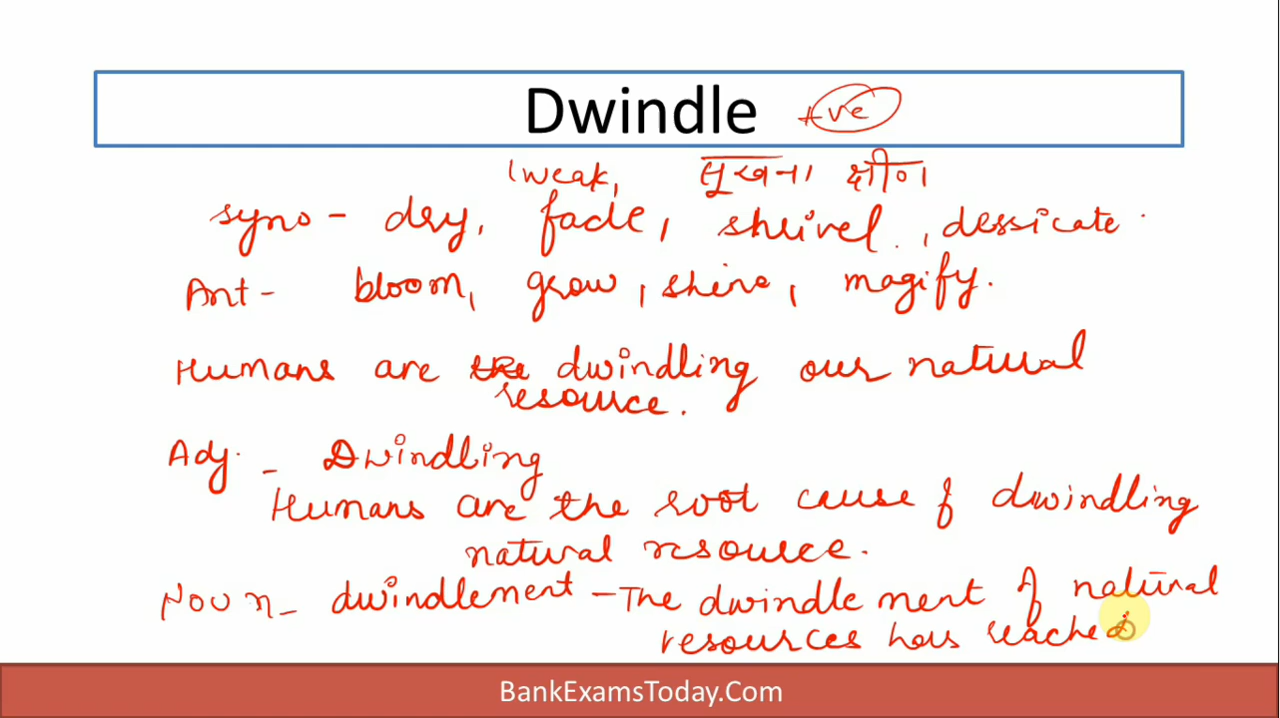 Dwindle +ve
(weak, सुखना क्षीण
syno - dry, fade, shrivel, dessicate.
Ant - bloom, grow, shine, magify.
Humans are the dwindling our natural
resource.
Adj. - Dwindling
Humans are the root cause of dwindling
natural resource.
Noun - dwindlement - The dwindlement of natural
resources has reached
BankExamsToday.Com